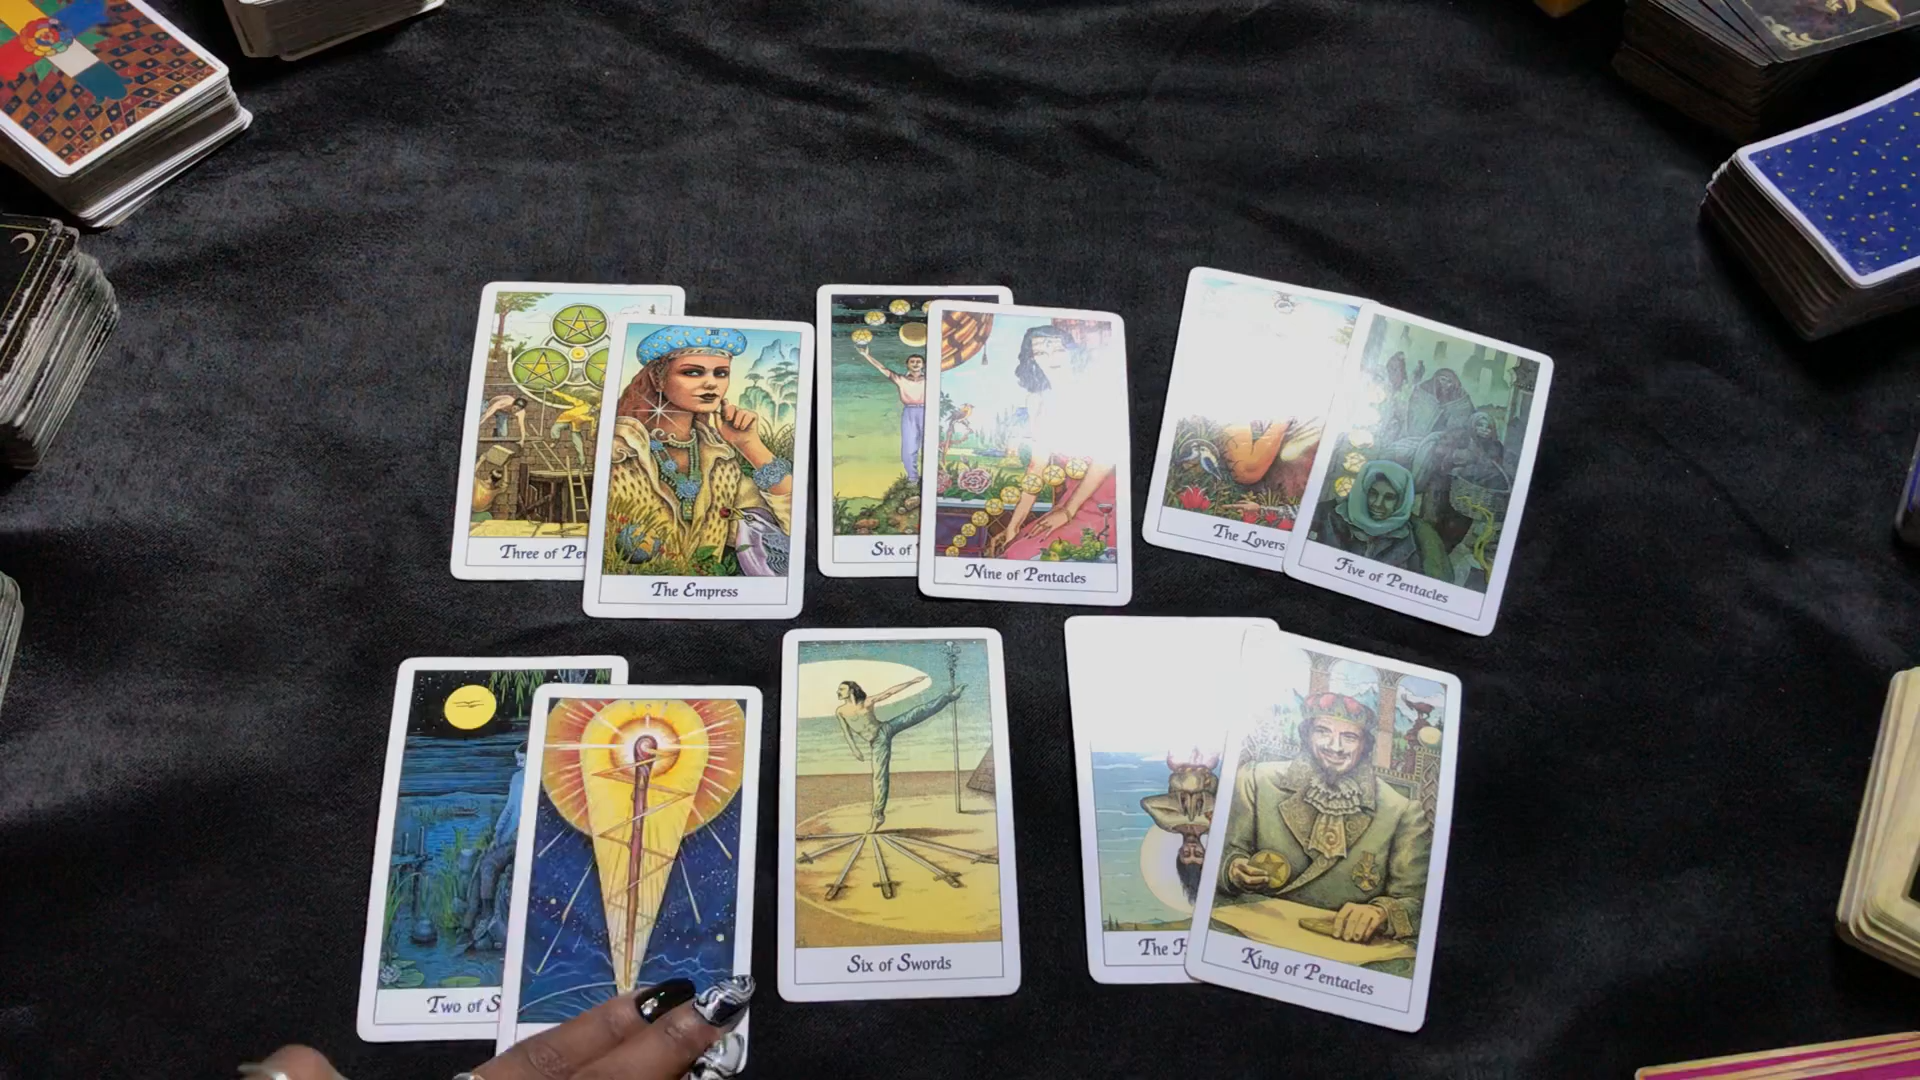 Three of Pe
The Empress
Six of
Nine of Pentacles
The Lovers
Five of Pentacles
Two of S
Six of Swords
The H
King of Pentacles